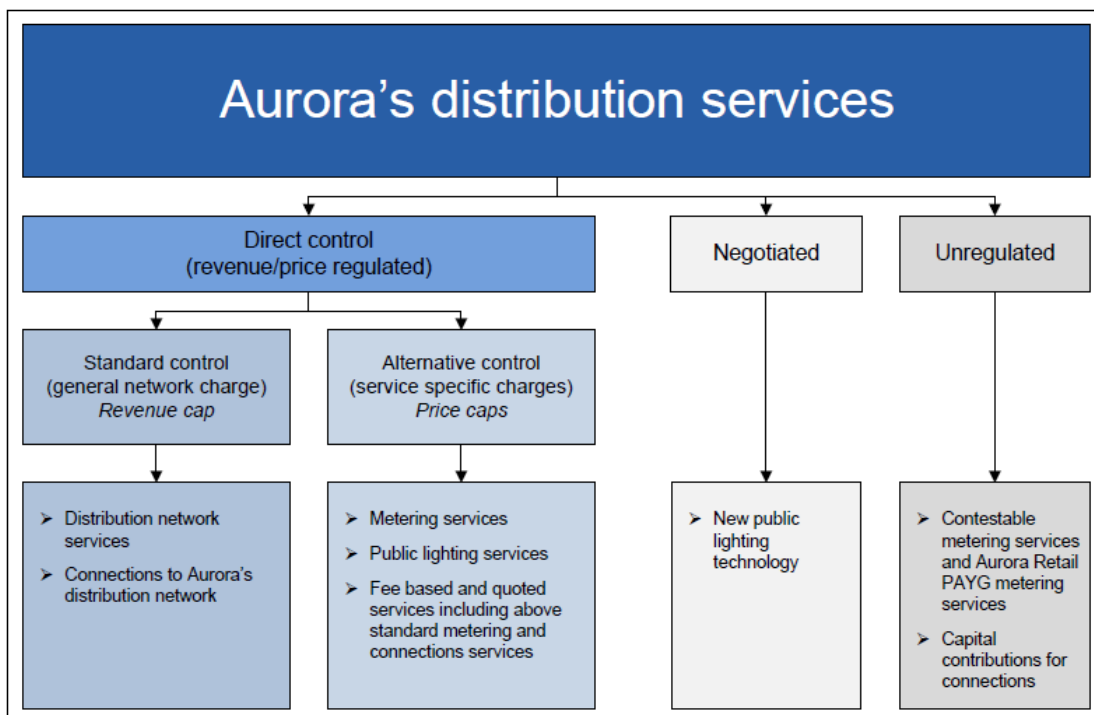 Aurora’s distribution services
Direct control
(revenue/price regulated)
Negotiated
Unregulated
Standard control
(general network charge)
Revenue cap
Alternative control
(service specific charges)
Price caps
➢ Distribution network
services
➢ Connections to Aurora’s
distribution network
➢ Metering services
➢ Public lighting services
➢ Fee based and quoted
services including above
standard metering and
connections services
➢ New public
lighting
technology
➢ Contestable
metering services
and Aurora Retail
PAYG metering
services
➢ Capital
contributions for
connections